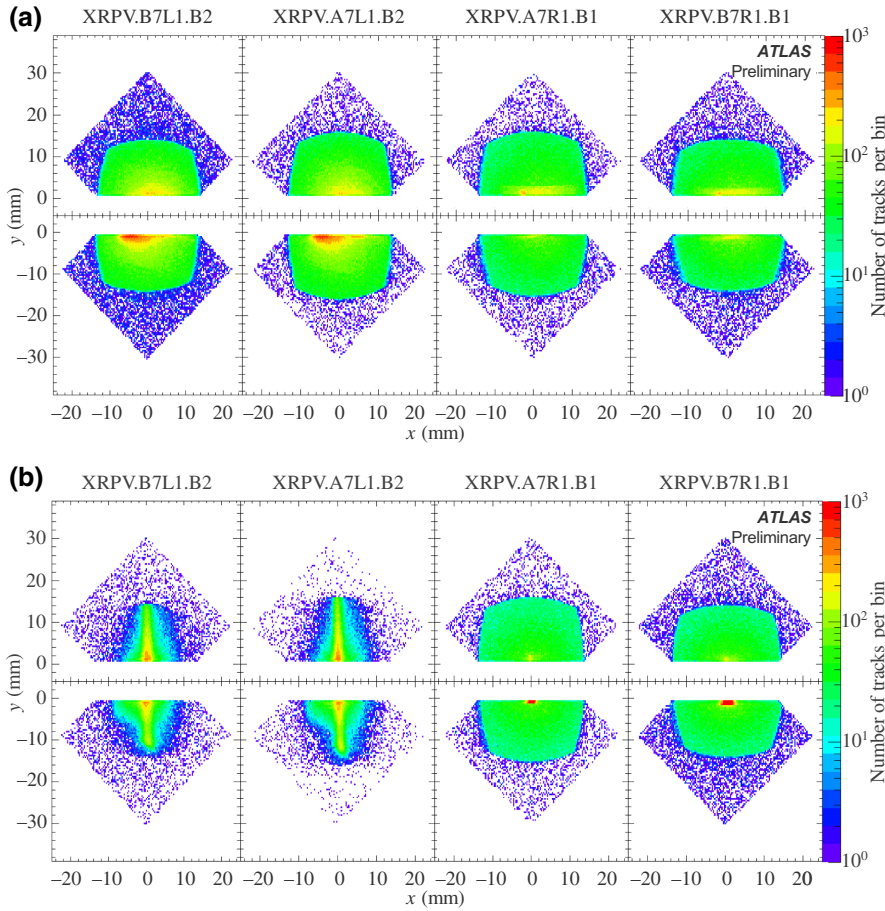 (a)
XRPV.B7L1.B2 XRPV.A7L1.B2 XRPV.A7R1.B1 XRPV.B7R1.B1
ATLAS
Preliminary
y (mm)
30
20
10
0
y (mm)
0
−10
−20
−30
−20 −10 0 10 20 −20 −10 0 10 20 −20 −10 0 10 20 −20 −10 0 10 20
x (mm)
10³
10²
10¹
10⁰
Number of tracks per bin
(b)
XRPV.B7L1.B2 XRPV.A7L1.B2 XRPV.A7R1.B1 XRPV.B7R1.B1
ATLAS
Preliminary
y (mm)
30
20
10
0
y (mm)
0
−10
−20
−30
−20 −10 0 10 20 −20 −10 0 10 20 −20 −10 0 10 20 −20 −10 0 10 20
x (mm)
10³
10²
10¹
10⁰
Number of tracks per bin